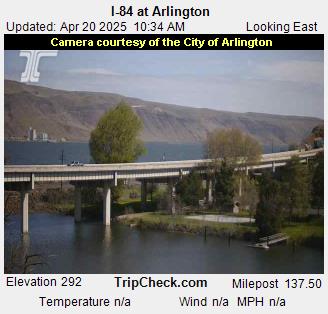 I-84 at Arlington
Updated: Apr 20 2025 10:34 AM Looking East
Camera courtesy of the City of Arlington
Elevation 292 TripCheck.com Milepost 137.50
Temperature n/a Wind n/a MPH n/a